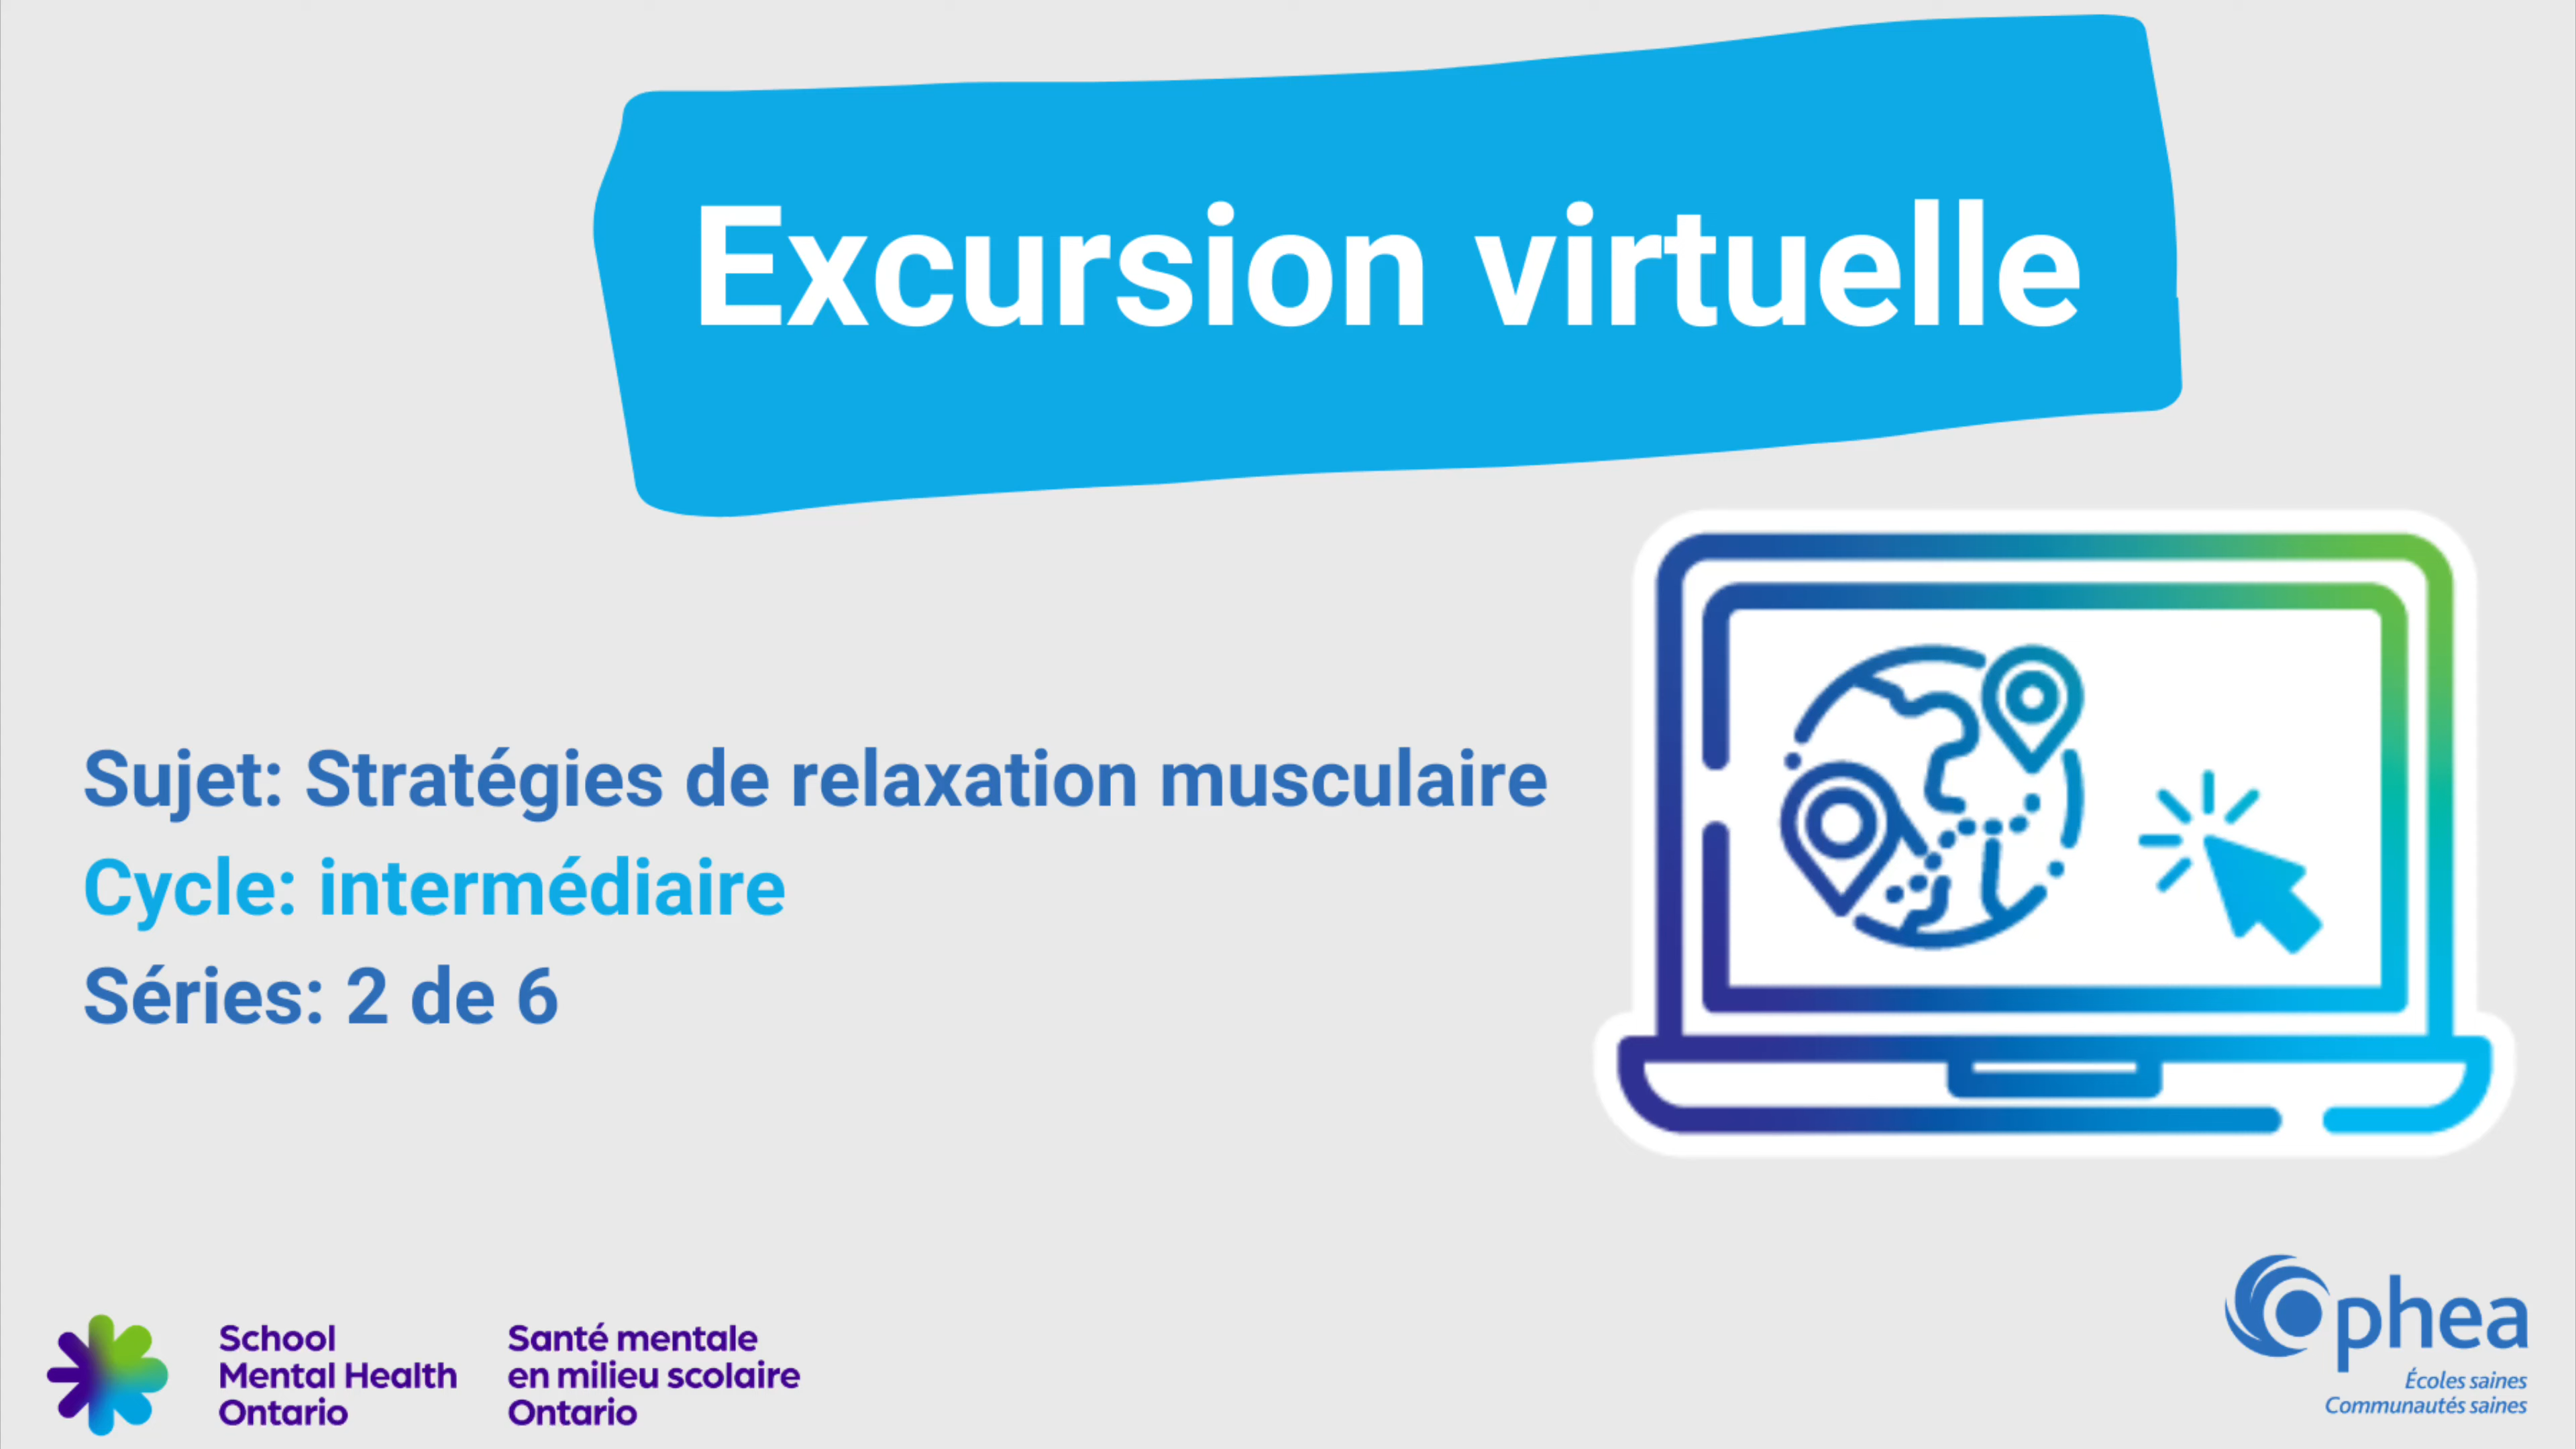 Excursion virtuelle
Sujet: Stratégies de relaxation musculaire
Cycle: intermédiaire
Séries: 2 de 6
School
Mental Health
Ontario
Santé mentale
en milieu scolaire
Ontario
Ophea
Écoles saines
Communautés saines